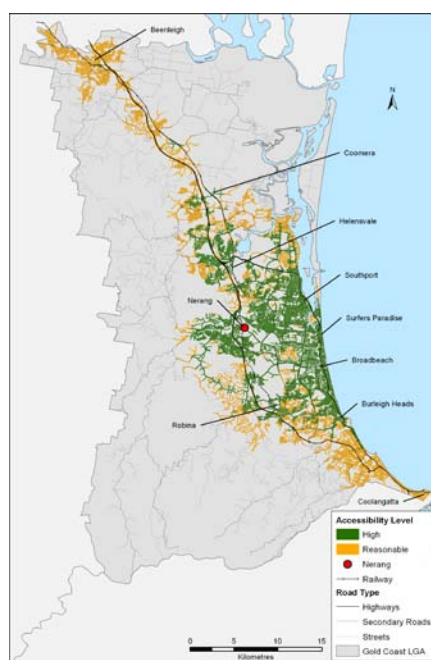 Beenleigh
N
Coomera
Helensvale
Southport
Nerang
Surfers Paradise
Broadbeach
Burleigh Heads
Robina
Coolangatta
Accessibility Level
High
Reasonable
Nerang
Railway
Road Type
Highways
Secondary Roads
Streets
Gold Coast LGA
0 5 10 15
Kilometres